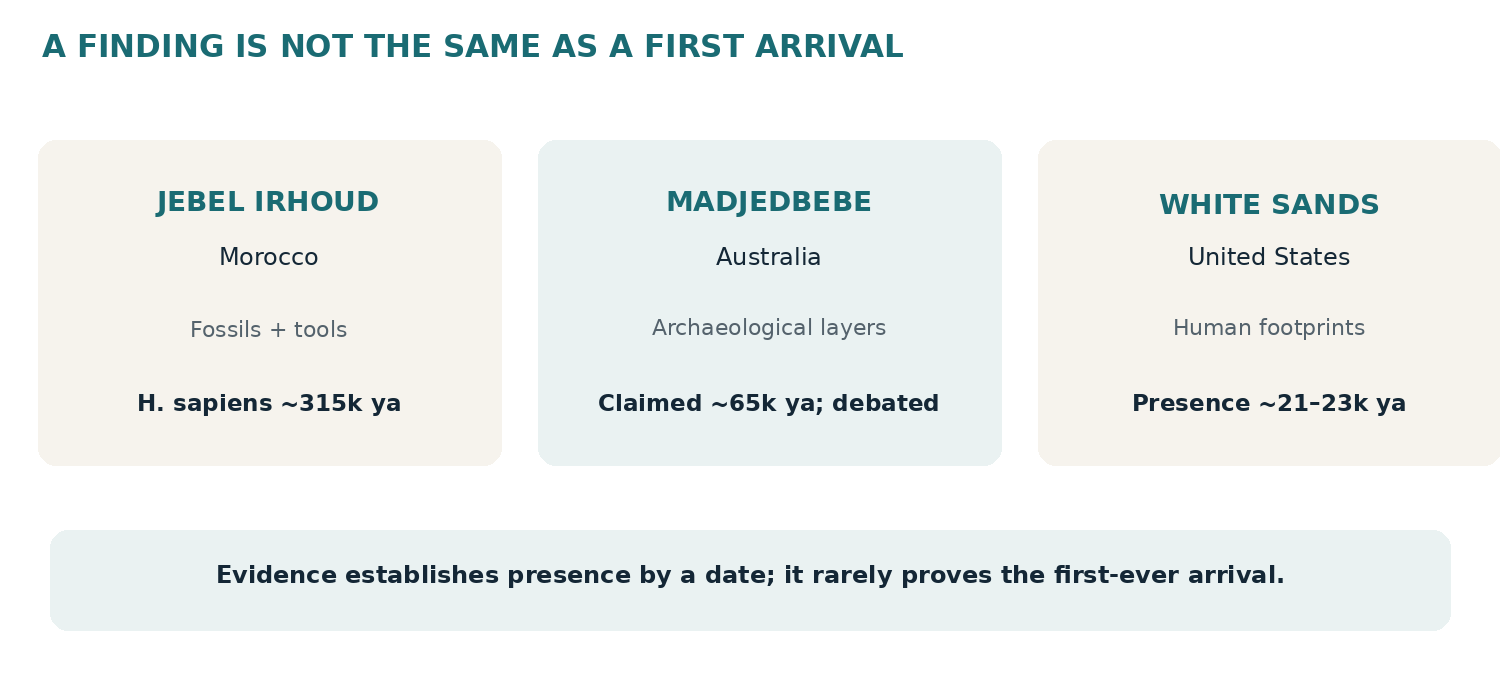 A FINDING IS NOT THE SAME AS A FIRST ARRIVAL
JEBEL IRHOUD
Morocco
Fossils + tools
H. sapiens ~315k ya
MADJEDBEBE
Australia
Archaeological layers
Claimed ~65k ya; debated
WHITE SANDS
United States
Human footprints
Presence ~21–23k ya
Evidence establishes presence by a date; it rarely proves the first-ever arrival.